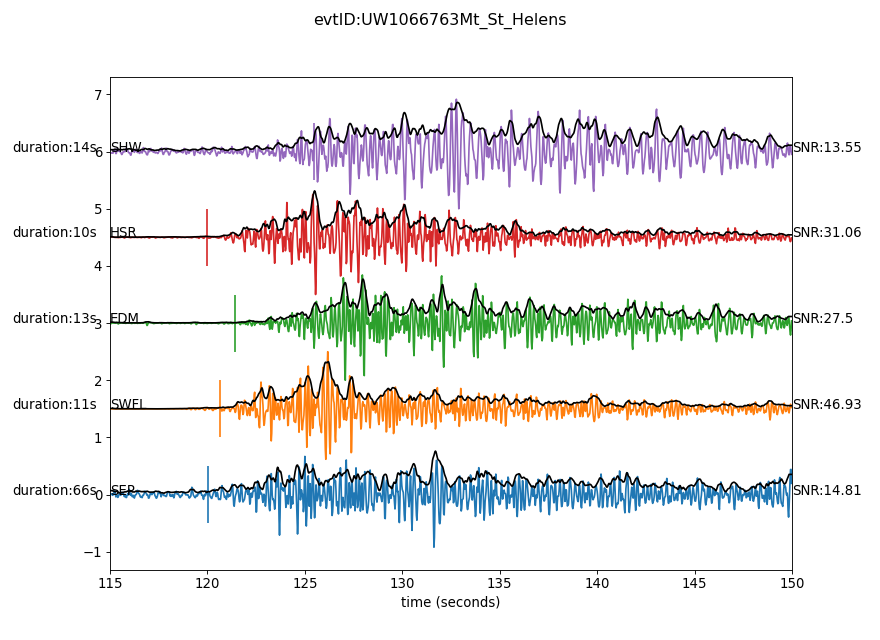 evtID:UW1066763Mt_St_Helens
7
duration:14s SHW SNR:13.55
6
5
duration:10s HSR SNR:31.06
4
duration:13s EDM SNR:27.5
3
2
duration:11s SWFL SNR:46.93
1
duration:66s SEP SNR:14.81
0
−1
115 120 125 130 135 140 145 150
time (seconds)